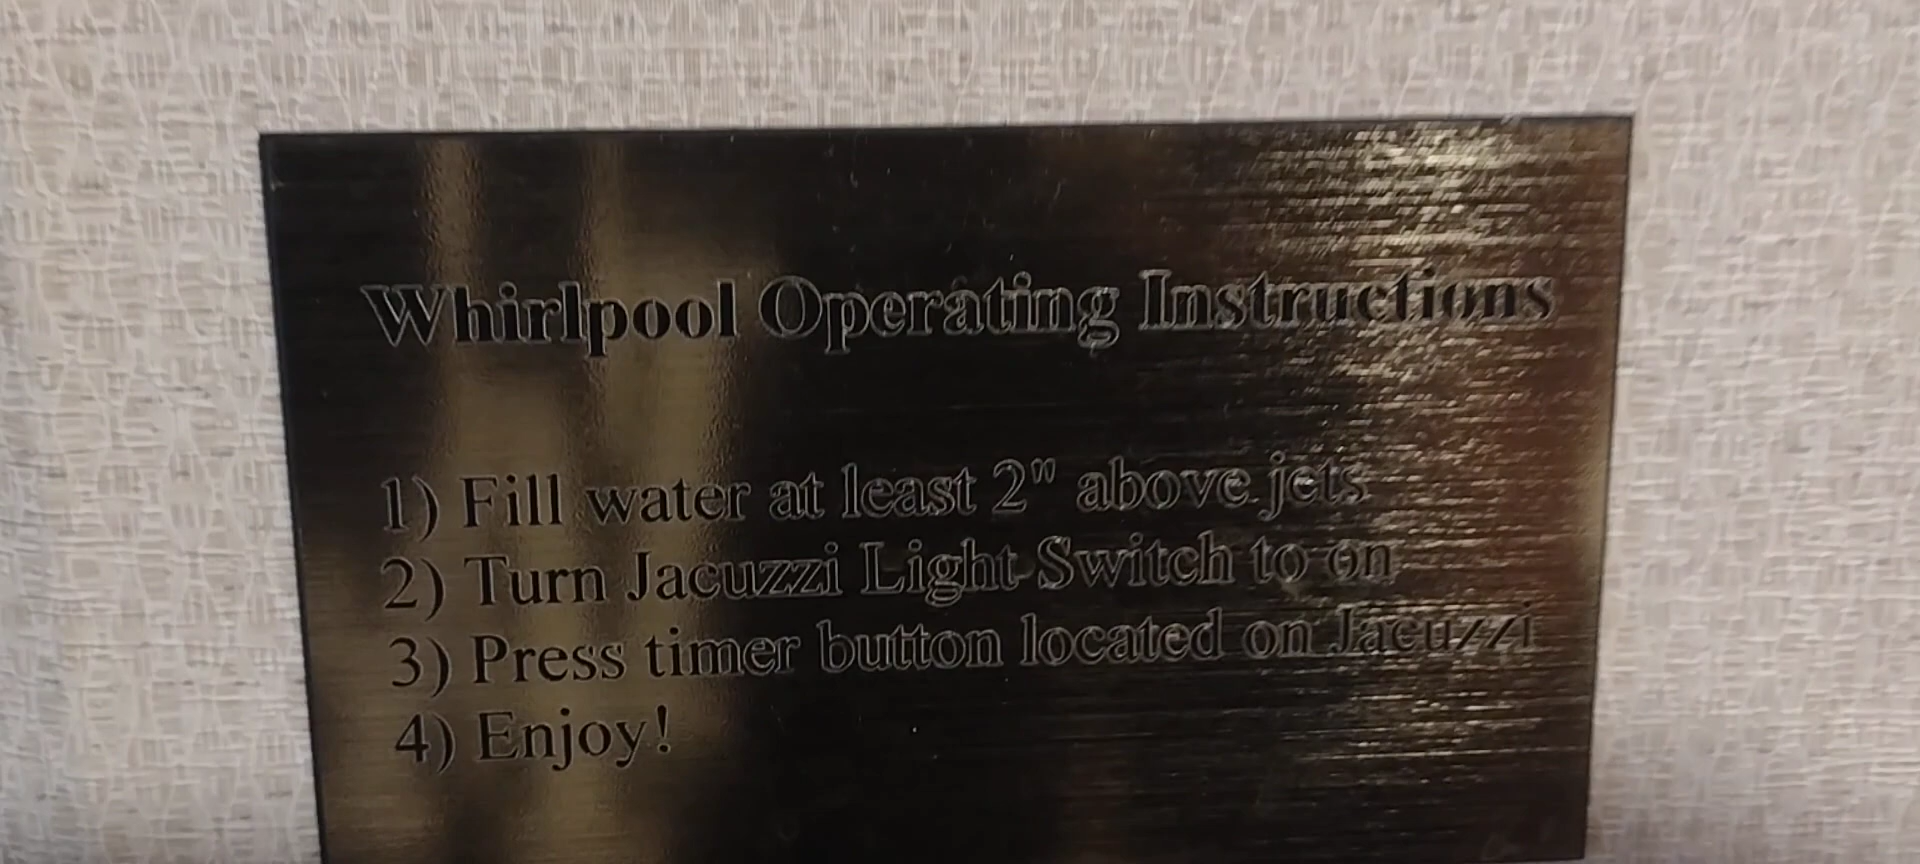 Whirlpool Operating Instructions
1) Fill water at least 2" above jets
2) Turn Jacuzzi Light Switch to on
3) Press timer button located on Jacuzzi
4) Enjoy!